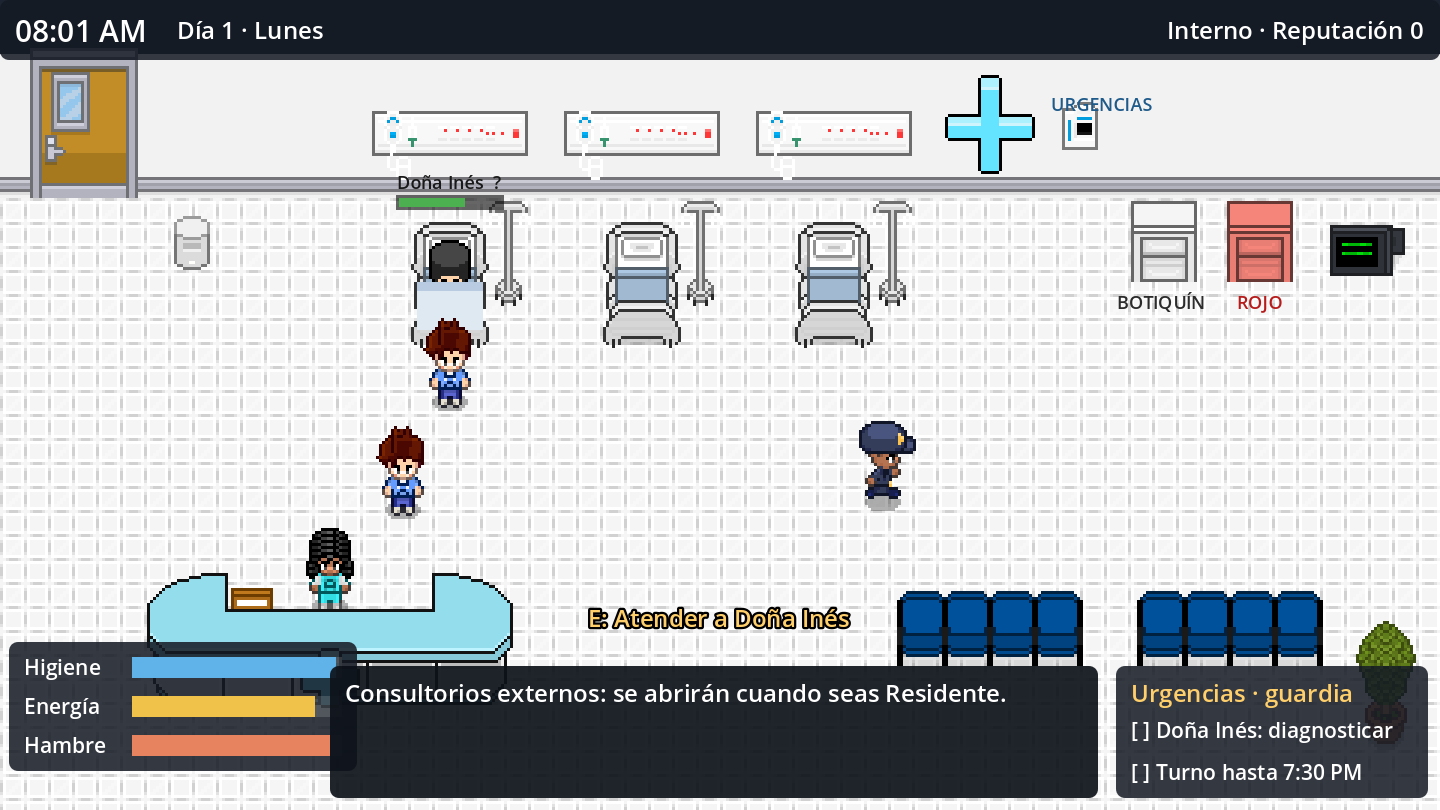 08:01 AM Día 1 · Lunes
Interno · Reputación 0
URGENCIAS
Doña Inés ?
BOTIQUÍN
ROJO
E: Atender a Doña Inés
Higiene
Energía
Hambre
Consultorios externos: se abrirán cuando seas Residente.
Urgencias · guardia
[ ] Doña Inés: diagnosticar
[ ] Turno hasta 7:30 PM